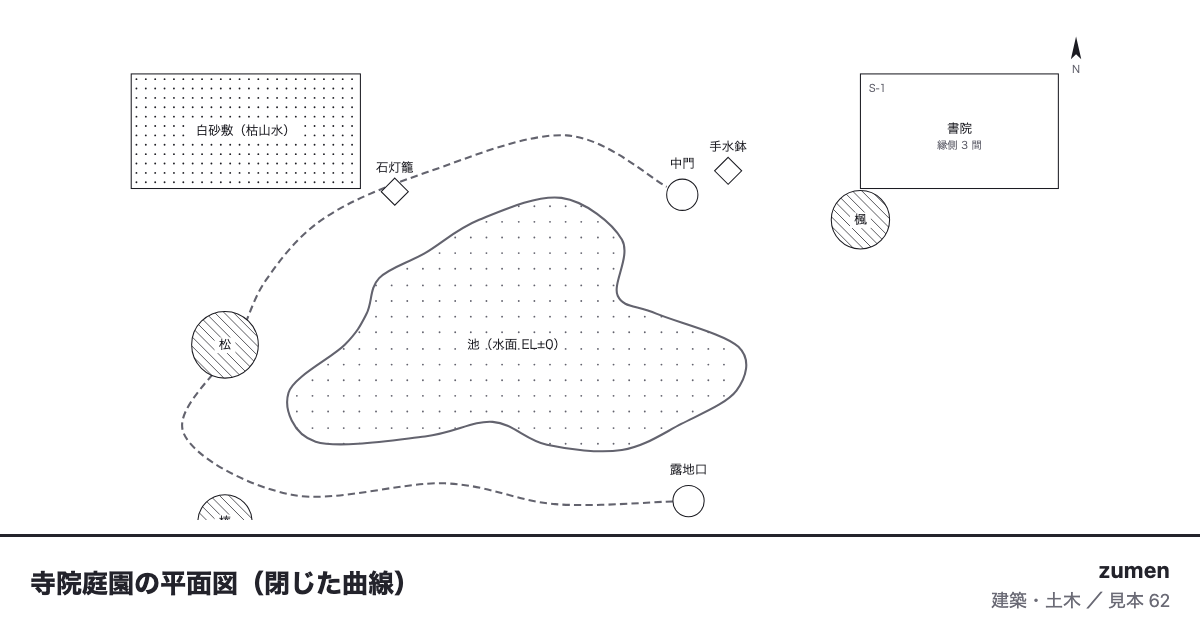 N
S-1
書院
縁側 3 間
白砂敷（枯山水）
手水鉢
中門
石灯籠
楓
松
池（水面 EL±0）
露地口
寺院庭園の平面図（閉じた曲線）
zumen
建築・土木 ／ 見本 62